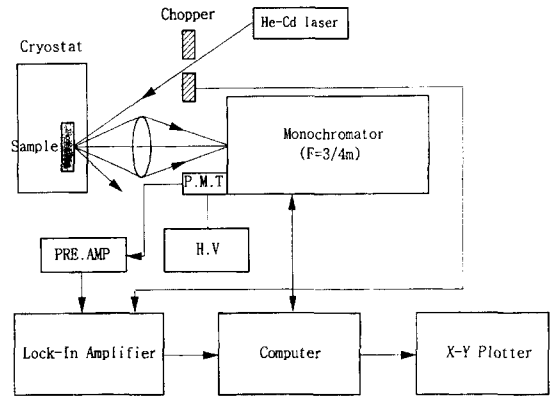 Chopper
He-Cd laser
Cryostat
Sample
Monochromator
(F=3/4m)
P.M.T
PRE.AMP
H.V
Lock-In Amplifier
Computer
X-Y Plotter